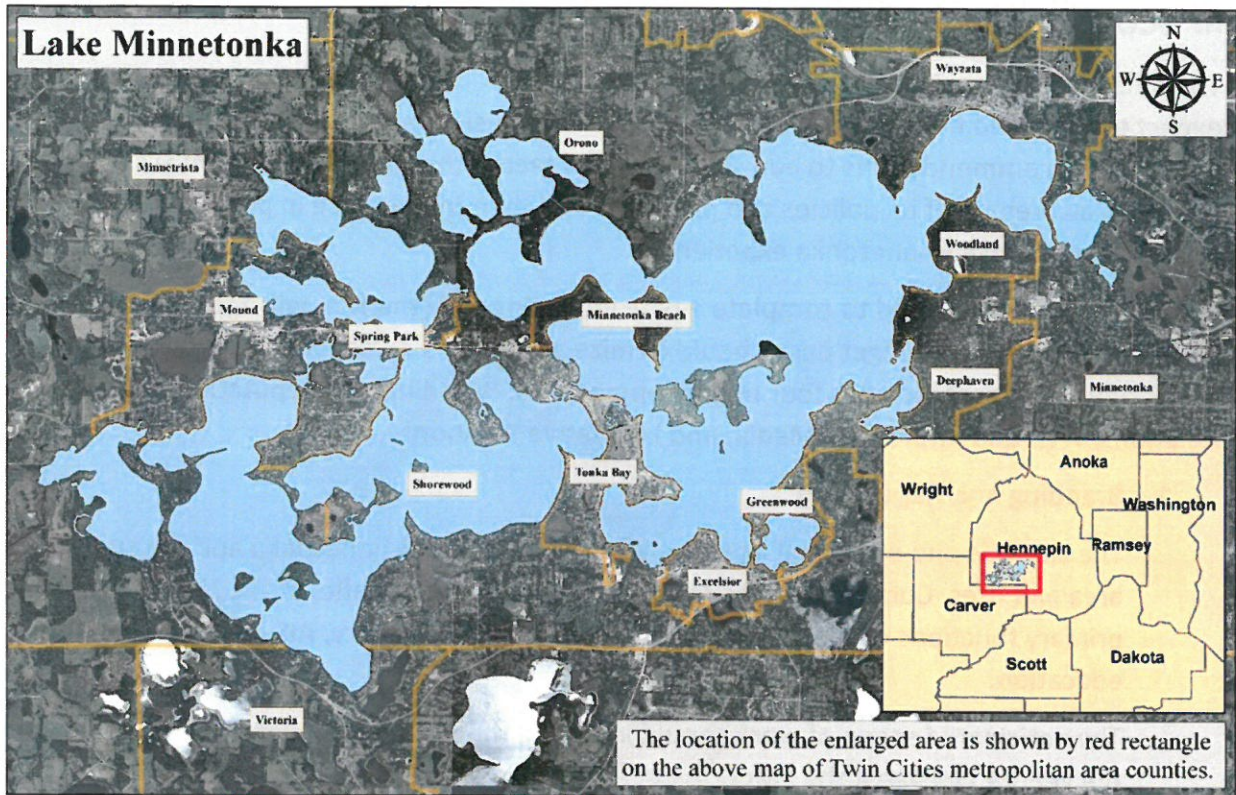 Lake Minnetonka
N
W E
S
Wayzata
Orono
Minnetrista
Woodland
Mound
Minnetonka Beach
Spring Park
Deephaven
Minnetonka
Shorewood
Tonka Bay
Greenwood
Excelsior
Victoria
Anoka
Wright
Washington
Hennepin
Ramsey
Carver
Scott
Dakota
The location of the enlarged area is shown by red rectangle
on the above map of Twin Cities metropolitan area counties.